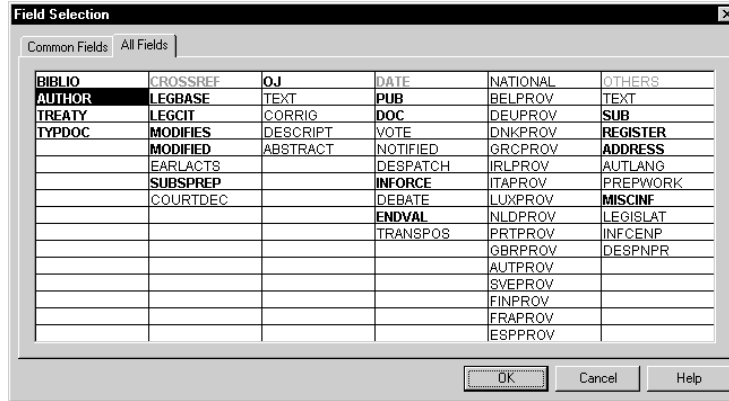 Field Selection
Common Fields All Fields
BIBLIO CROSSREF OJ DATE NATIONAL OTHERS
AUTHOR LEGBASE TEXT PUB BELPROV TEXT
TREATY LEGCIT CORRIG DOC DEUPROV SUB
TYPDOC MODIFIES DESCRIPT VOTE DNKPROV REGISTER
MODIFIED ABSTRACT NOTIFIED GRCPROV ADDRESS
EARLACTS DESPATCH IRLPROV AUTLANG
SUBSPREP INFORCE ITAPROV PREPWORK
COURTDEC DEBATE LUXPROV MISCINF
ENDVAL NLDPROV LEGISLAT
TRANSPOS PRTPROV INFCENP
GBRPROV DESPNPR
AUTPROV
SVEPROV
FINPROV
FRAPROV
ESPPROV
OK Cancel Help